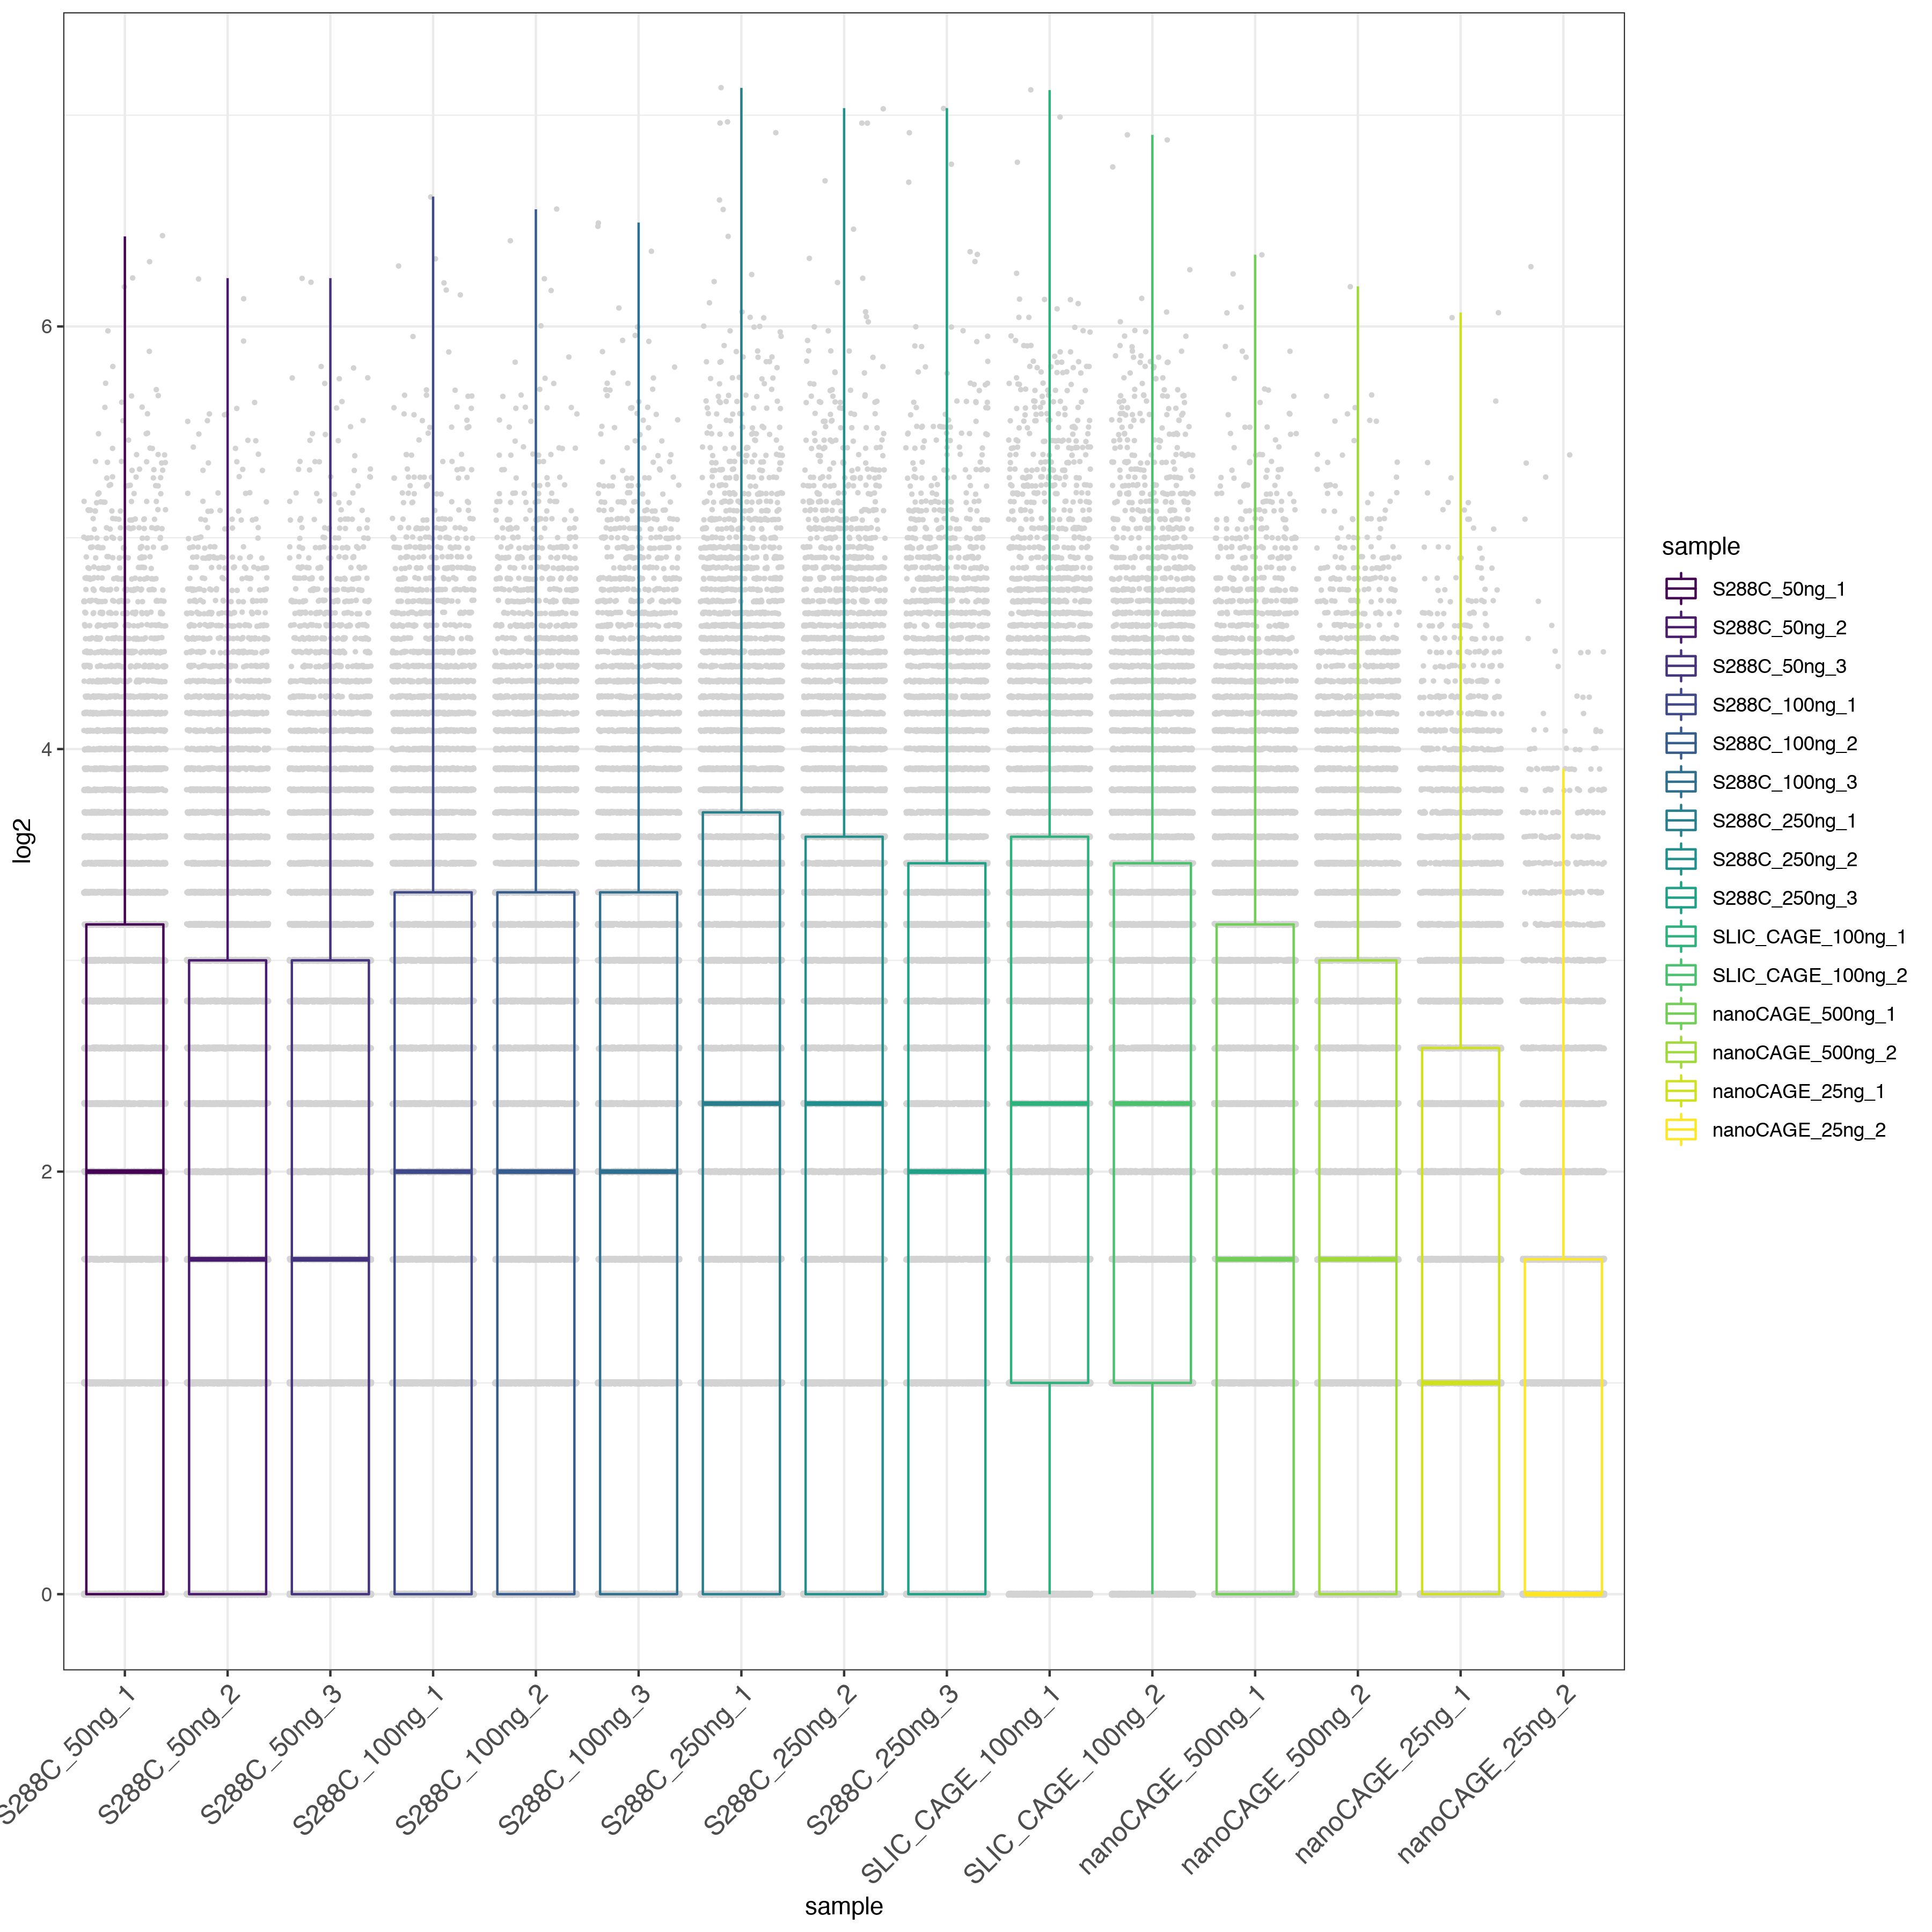 log2
6
4
2
0
S288C_50ng_1
S288C_50ng_2
S288C_50ng_3
S288C_100ng_1
S288C_100ng_2
S288C_100ng_3
S288C_250ng_1
S288C_250ng_2
S288C_250ng_3
SLIC_CAGE_100ng_1
SLIC_CAGE_100ng_2
nanoCAGE_500ng_1
nanoCAGE_500ng_2
nanoCAGE_25ng_1
nanoCAGE_25ng_2
sample
sample
S288C_50ng_1
S288C_50ng_2
S288C_50ng_3
S288C_100ng_1
S288C_100ng_2
S288C_100ng_3
S288C_250ng_1
S288C_250ng_2
S288C_250ng_3
SLIC_CAGE_100ng_1
SLIC_CAGE_100ng_2
nanoCAGE_500ng_1
nanoCAGE_500ng_2
nanoCAGE_25ng_1
nanoCAGE_25ng_2